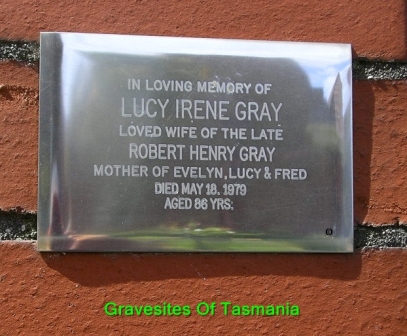 IN LOVING MEMORY OF
LUCY IRENE GRAY
LOVED WIFE OF THE LATE
ROBERT HENRY GRAY
MOTHER OF EVELYN, LUCY & FRED
DIED MAY 18. 1979
AGED 86 YRS.
Gravesites Of Tasmania